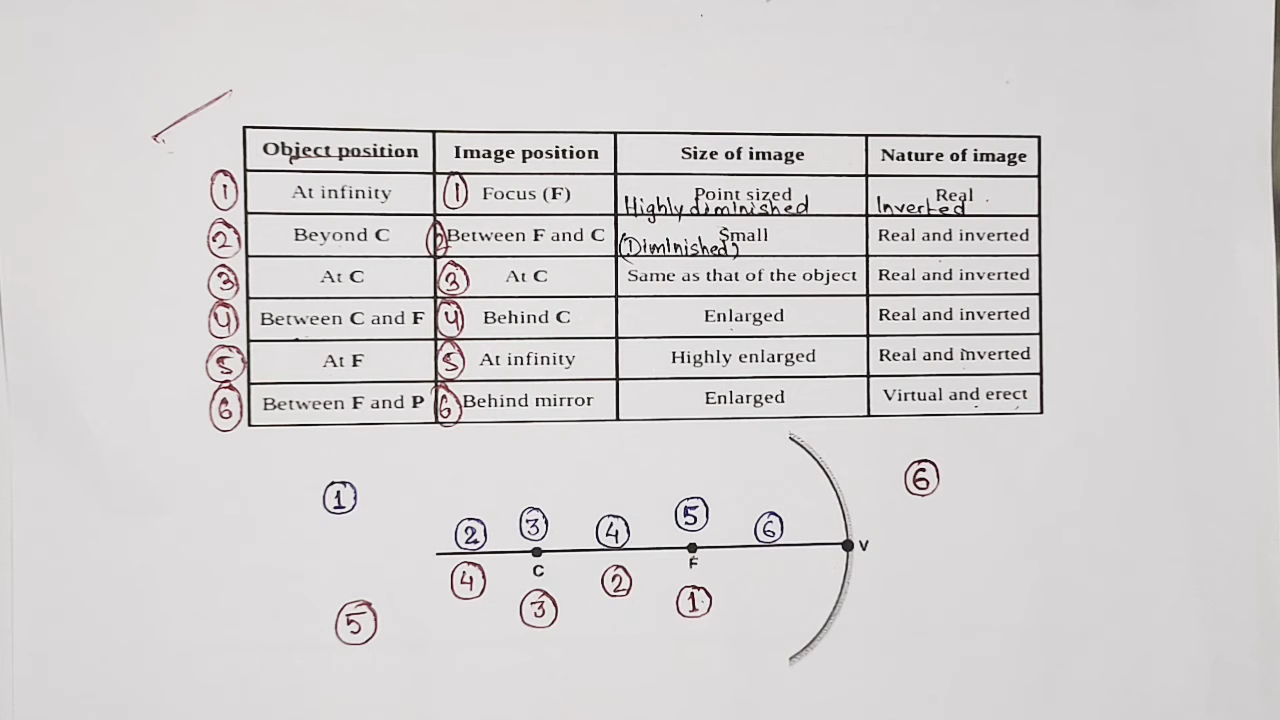 Object position Image position Size of image Nature of image
① At infinity ① Focus (F) Point sized Real
Highly diminished Inverted
② Beyond C ② Between F and C Small Real and inverted
(Diminished)
③ At C ③ At C Same as that of the object Real and inverted
④ Between C and F ④ Behind C Enlarged Real and inverted
⑤ At F ⑤ At infinity Highly enlarged Real and inverted
⑥ Between F and P ⑥ Behind mirror Enlarged Virtual and erect
① ⑥
② ③ ④ ⑤ ⑥
V
C F
④ ③ ② ①
⑤